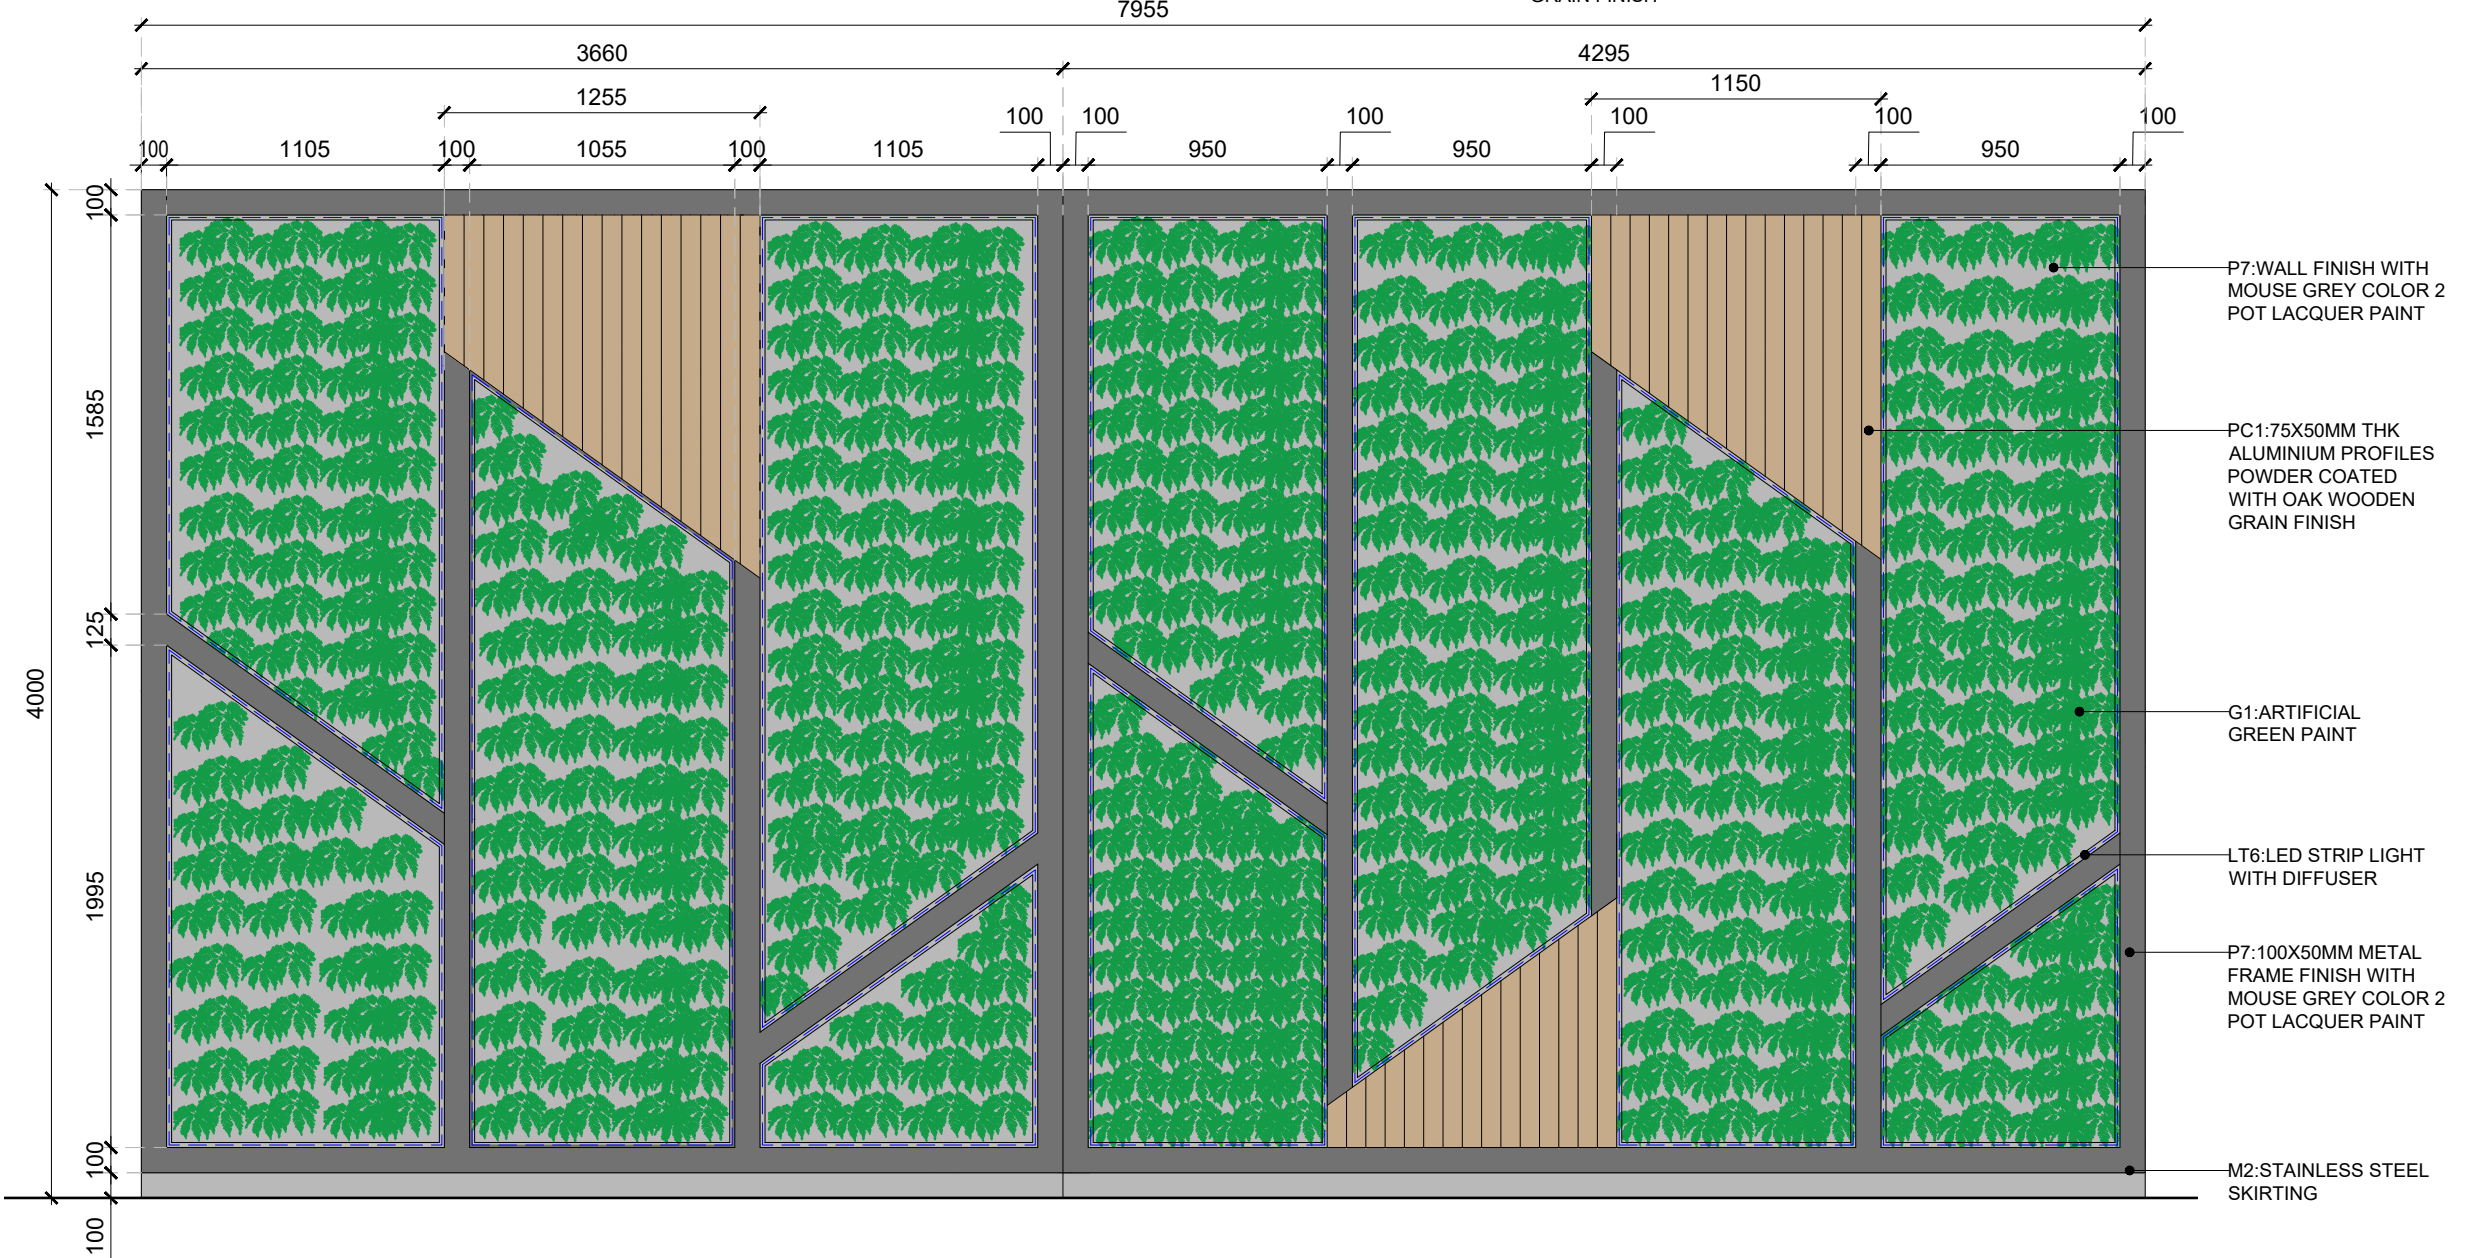 GRAIN FINISH
7955
3660
4295
1255
1150
100
100
100
100
100
100
100
1105
100
1055
100
1105
950
950
950
100
1585
125
4000
1995
100
100
P7:WALL FINISH WITH
MOUSE GREY COLOR 2
POT LACQUER PAINT
PC1:75X50MM THK
ALUMINIUM PROFILES
POWDER COATED
WITH OAK WOODEN
GRAIN FINISH
G1:ARTIFICIAL
GREEN PAINT
LT6:LED STRIP LIGHT
WITH DIFFUSER
P7:100X50MM METAL
FRAME FINISH WITH
MOUSE GREY COLOR 2
POT LACQUER PAINT
M2:STAINLESS STEEL
SKIRTING